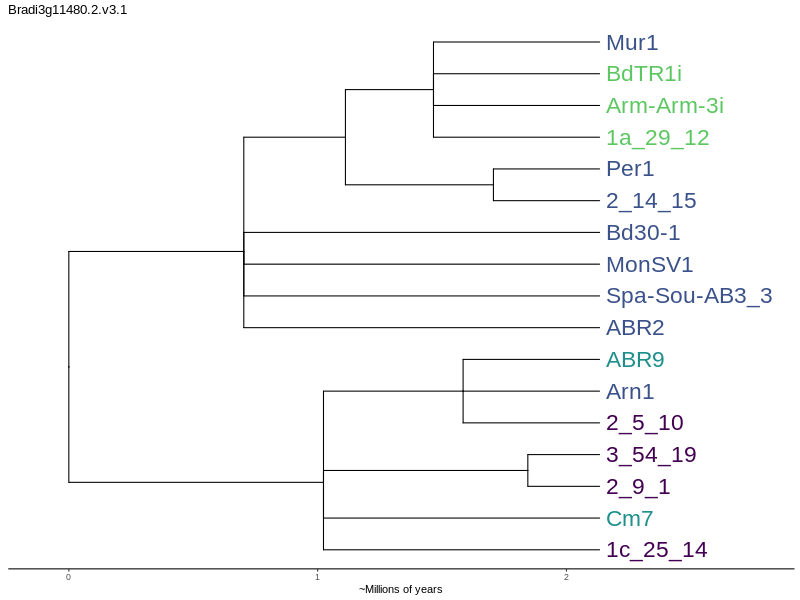 Bradi3g11480.2.v3.1
Mur1
BdTR1i
Arm-Arm-3i
1a_29_12
Per1
2_14_15
Bd30-1
MonSV1
Spa-Sou-AB3_3
ABR2
ABR9
Arn1
2_5_10
3_54_19
2_9_1
Cm7
1c_25_14
0 1 2
~Millions of years